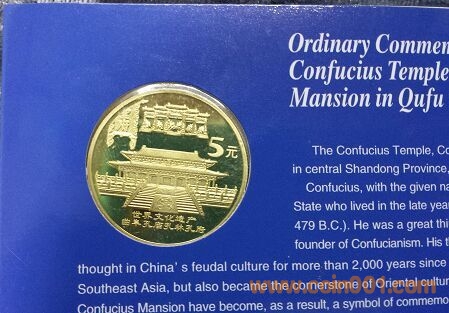 Ordinary Comme
Confucius Temple
Mansion in Qufu
5元
世界文化遗产
曲阜孔庙孔林孔府
The Confucius Temple, Co
in central Shandong Province,
Confucius, with the given na
State who lived in the late yea
479 B.C.). He was a great thi
founder of Confucianism. His t
thought in China's feudal culture for more than 2,000 years since
Southeast Asia, but also became the cornerstone of Oriental cultur
Confucius Mansion have become, as a result, a symbol of commemo
www.coin001.com